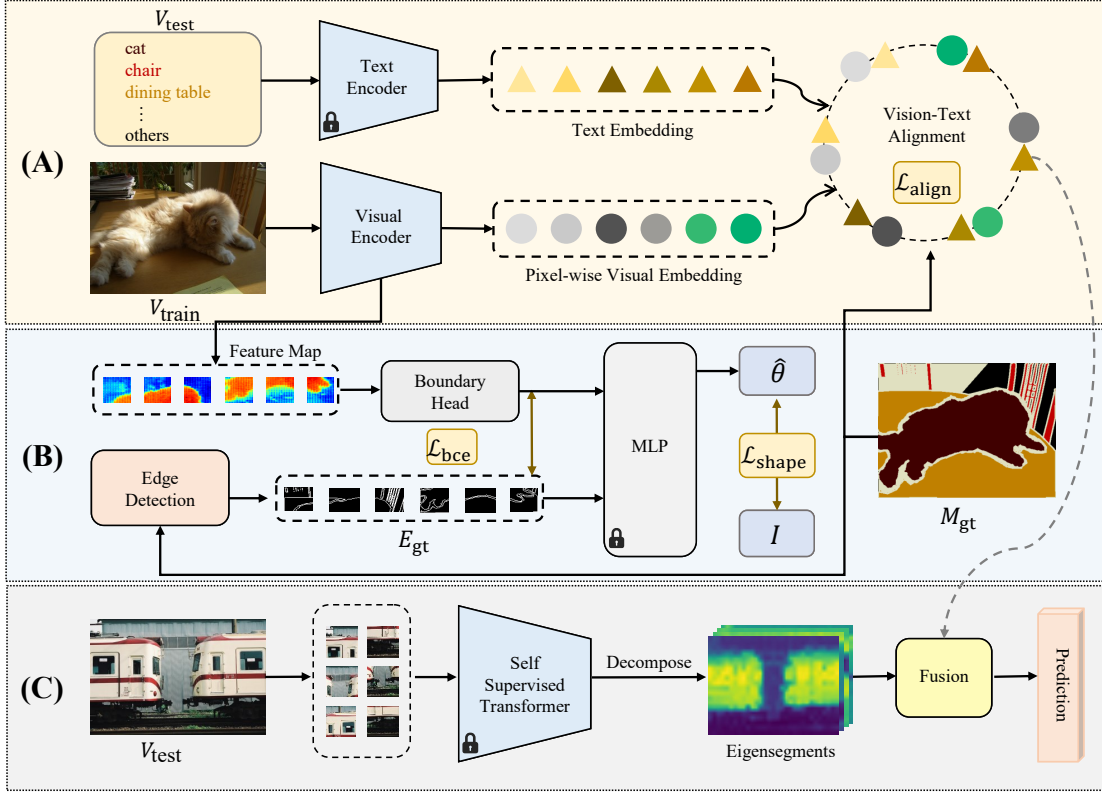 V_test
cat
chair
dining table
⋮
others
Text
Encoder
Text Embedding
Vision-Text
Alignment
ℒ_align
(A)
Visual
Encoder
Pixel-wise Visual Embedding
V_train
Feature Map
Boundary
Head
ℒ_bce
MLP
θ̂
ℒ_shape
I
(B)
Edge
Detection
E_gt
M_gt
(C)
V_test
Self
Supervised
Transformer
Decompose
Eigensegments
Fusion
Prediction